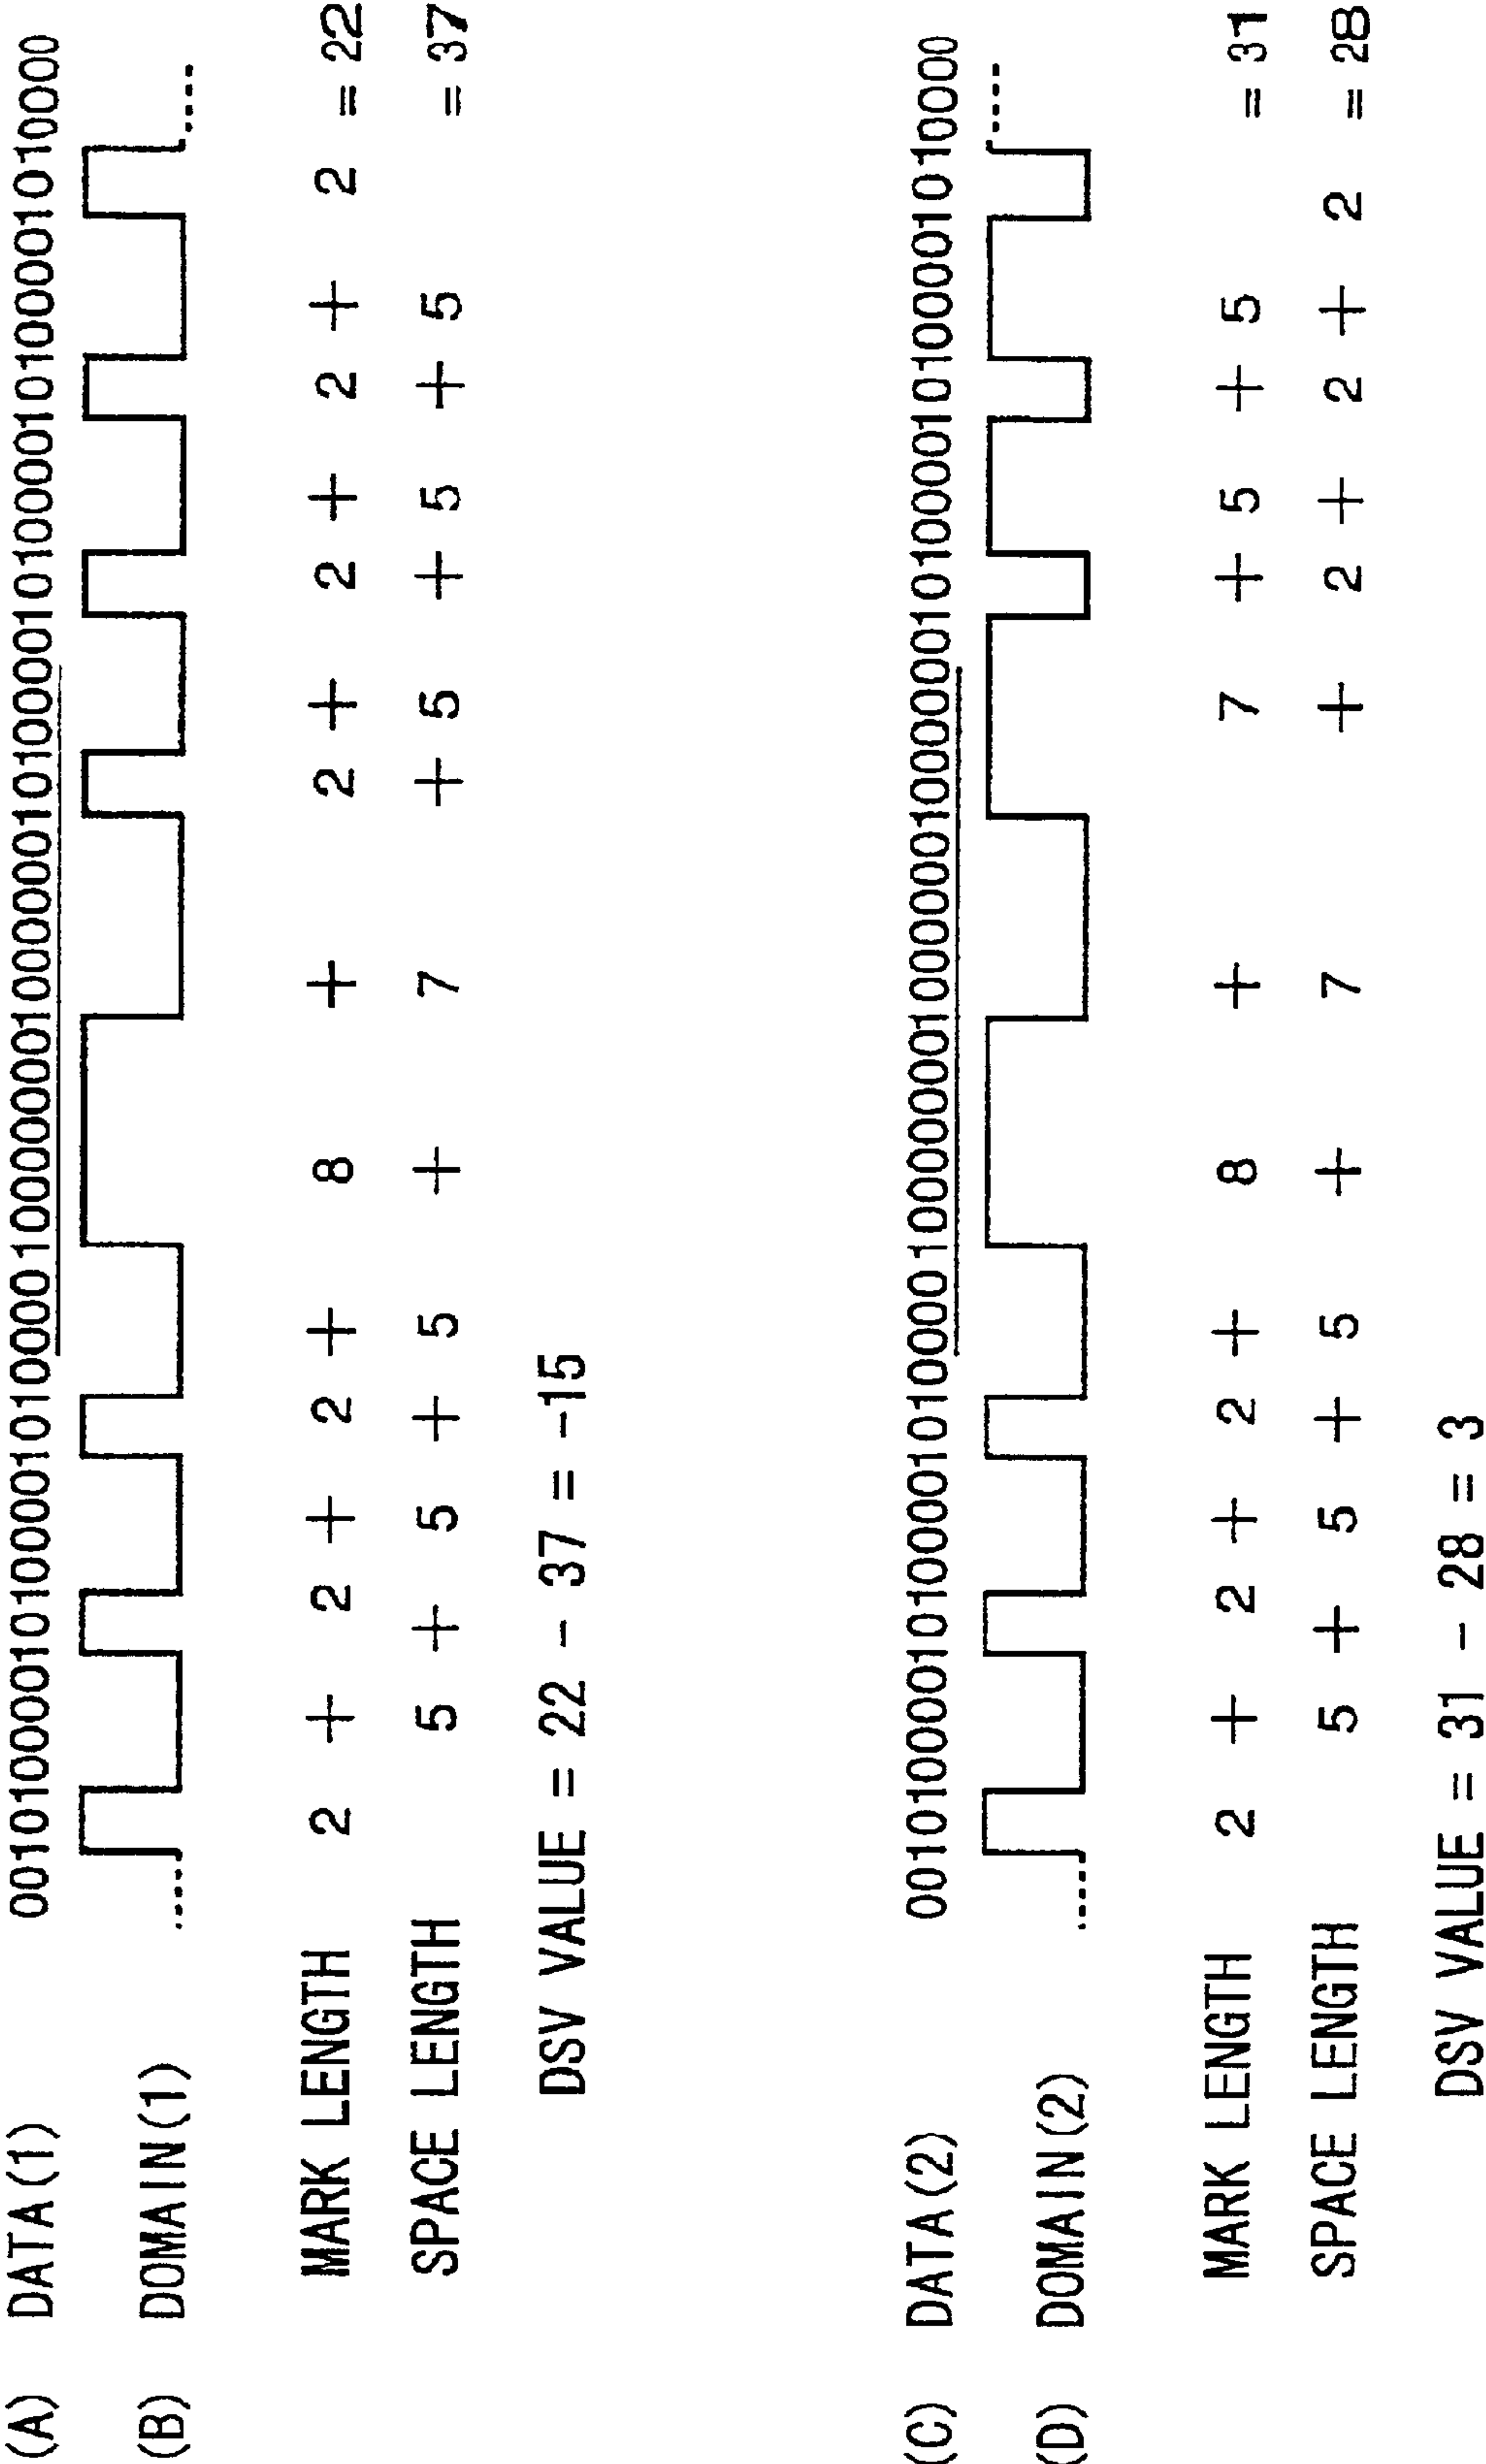 (A) DATA(1) 001010000101000010100001000000010000001010000101000010100001010000
(B) DOMAIN(1)
MARK LENGTH 2 + 2 + 2 + 8 + 2 + 2 + 2 + 2 = 22
SPACE LENGTH 5 + 5 + 5 + 7 + 5 + 5 + 5 = 37
DSV VALUE = 22 - 37 = -15
(C) DATA(2) 001010000101000010100001000000010000001000000101000010100001010000
(D) DOMAIN(2)
MARK LENGTH 2 + 2 + 2 + 8 + 7 + 5 + 5 = 31
SPACE LENGTH 5 + 5 + 5 + 7 + 2 + 2 + 2 = 28
DSV VALUE = 31 - 28 = 3